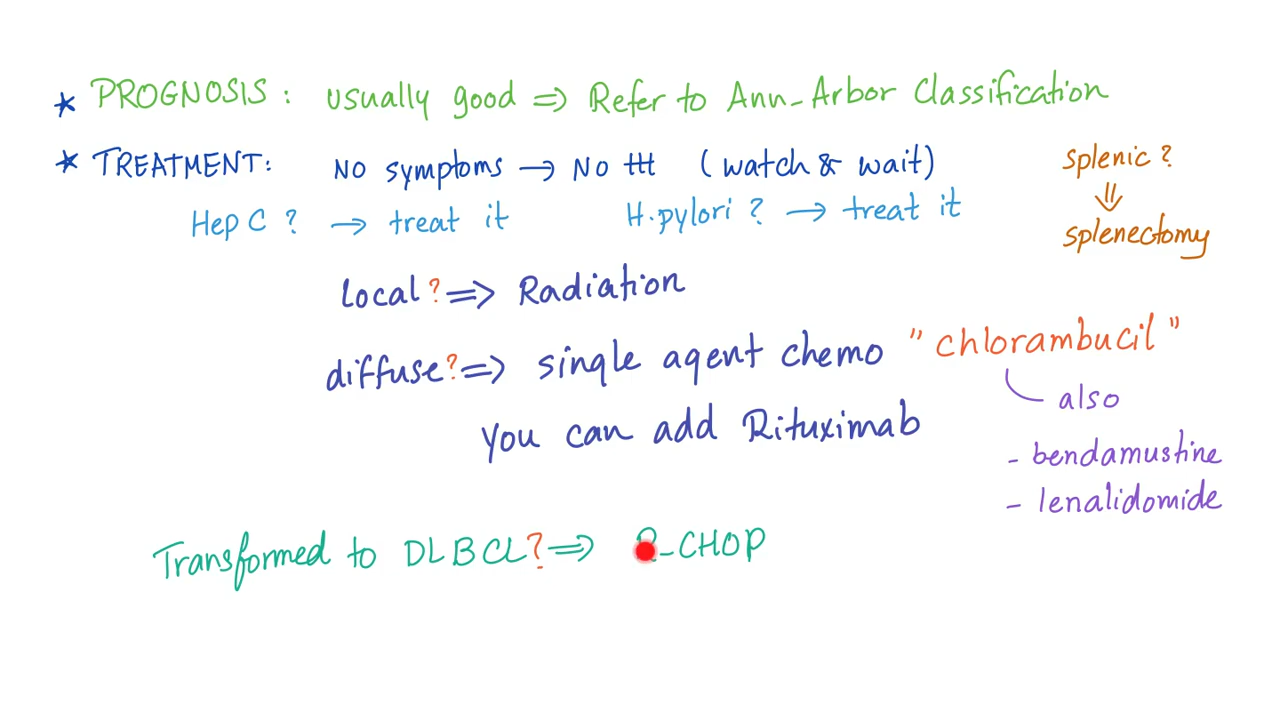 * PROGNOSIS: usually good ⇒ Refer to Ann-Arbor Classification
* TREATMENT: No symptoms → No ttt (watch & wait)
Hep C ? → treat it H.pylori ? → treat it
splenic ?
⇓
splenectomy
local ? ⇒ Radiation
diffuse ? ⇒ single agent chemo "chlorambucil"
also
- bendamustine
- lenalidomide
you can add Rituximab
Transformed to DLBCL ? ⇒ R-CHOP